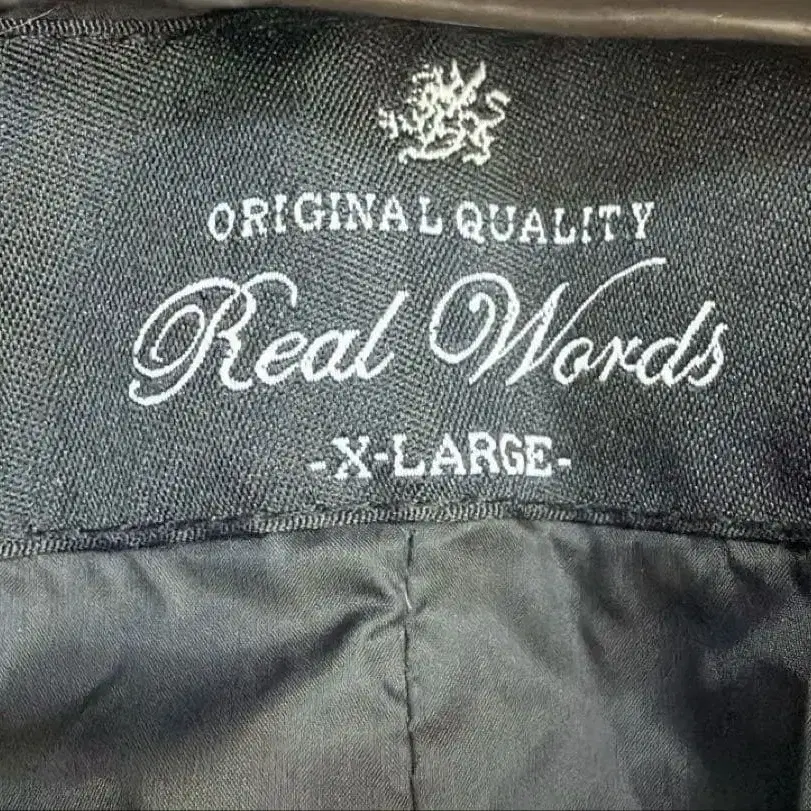 ORIGINAL QUALITY
Real Words
-X-LARGE-